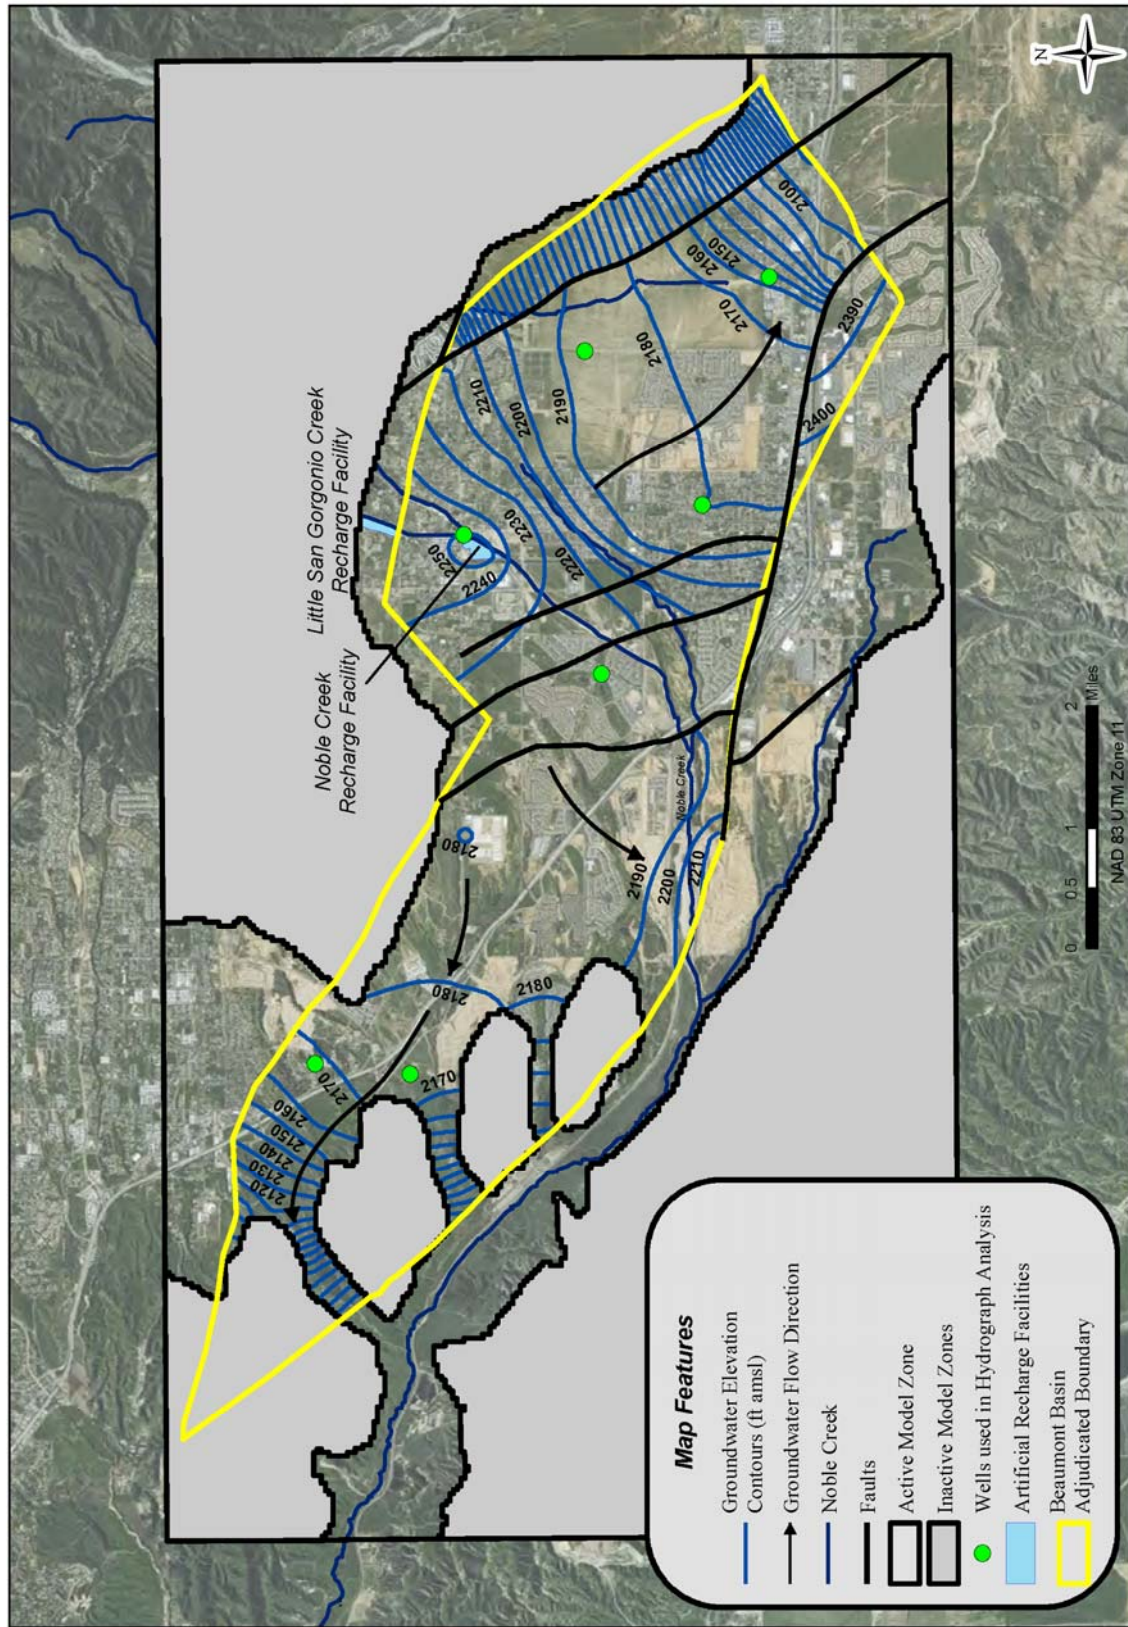 N
Little San Gorgonio Creek
Recharge Facility
Noble Creek
Recharge Facility
2250
2240
2230
2220
2210
2200
2190
2180
2170
2160
2150
2100
2390
2400
2180
2190
2200
2210
Noble Creek
2180
2180
2170
2170
2160
2150
2140
2130
2120
Map Features
Groundwater Elevation
Contours (ft amsl)
Groundwater Flow Direction
Noble Creek
Faults
Active Model Zone
Inactive Model Zones
Wells used in Hydrograph Analysis
Artificial Recharge Facilities
Beaumont Basin
Adjudicated Boundary
0 0.5 1 2
Miles
NAD 83 UTM Zone 11